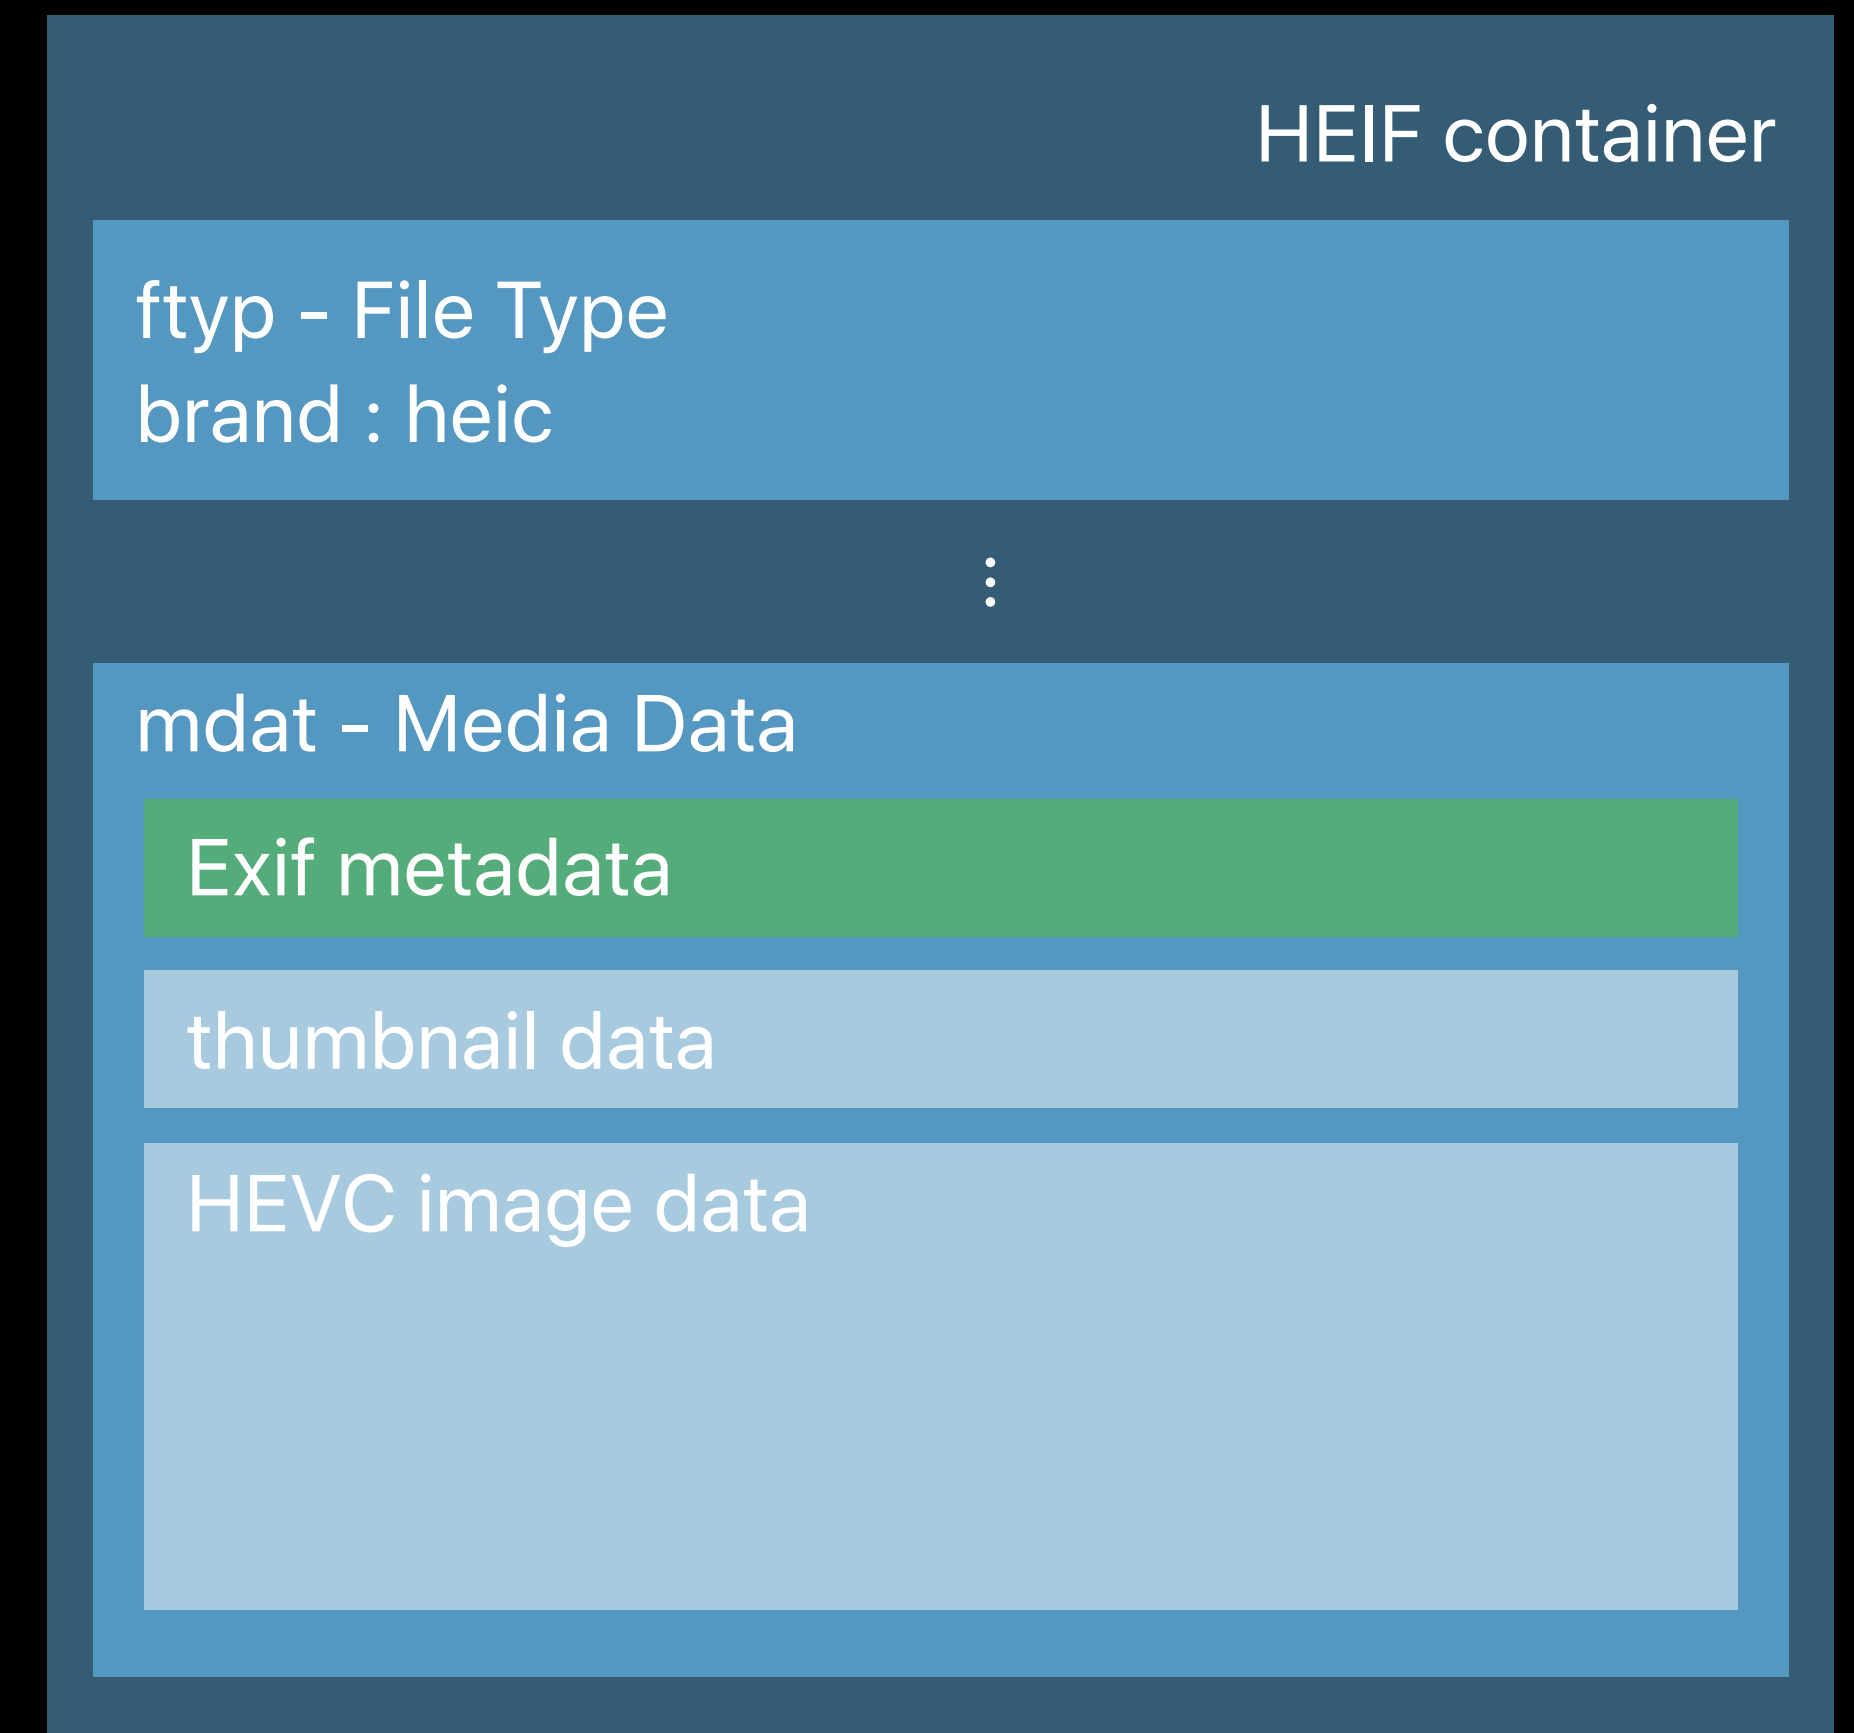 HEIF container
ftyp - File Type
brand : heic
⋮
mdat - Media Data
Exif metadata
thumbnail data
HEVC image data